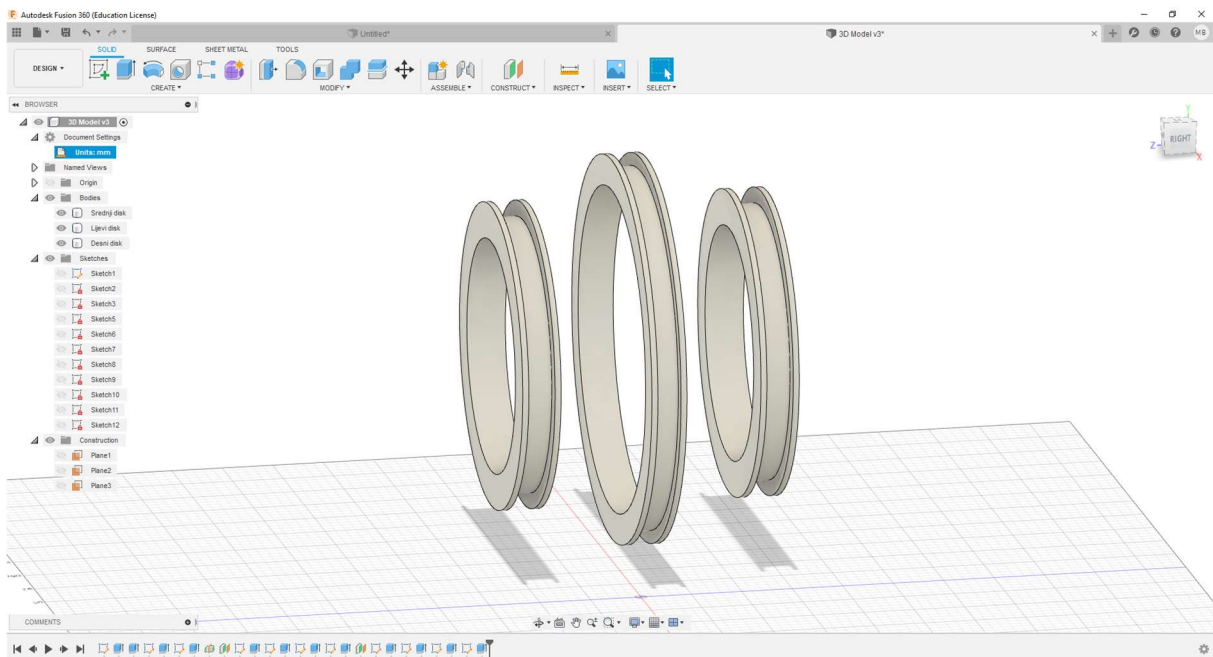 Autodesk Fusion 360 (Education License)
Untitled*
3D Model v3*
MB
SOLID SURFACE SHEET METAL TOOLS
DESIGN
CREATE MODIFY ASSEMBLE CONSTRUCT INSPECT INSERT SELECT
BROWSER
3D Model v3
Document Settings
Units: mm
Named Views
Origin
Bodies
Srednji disk
Lijevi disk
Desni disk
Sketches
Sketch1
Sketch2
Sketch3
Sketch5
Sketch6
Sketch7
Sketch8
Sketch9
Sketch10
Sketch11
Sketch12
Construction
Plane1
Plane2
Plane3
Y
RIGHT
Z
X
COMMENTS